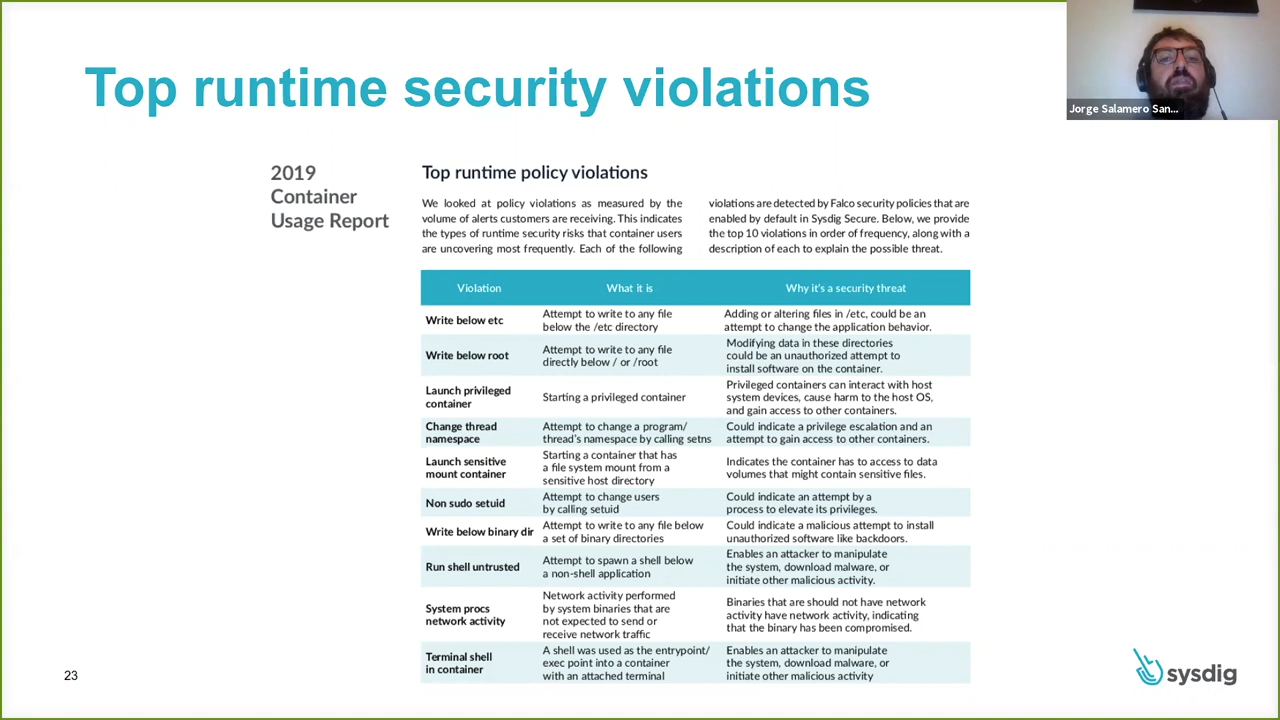 Top runtime security violations
Jorge Salamero San...
2019
Container
Usage Report
Top runtime policy violations
We looked at policy violations as measured by the
volume of alerts customers are receiving. This indicates
the types of runtime security risks that container users
are uncovering most frequently. Each of the following
violations are detected by Falco security policies that are
enabled by default in Sysdig Secure. Below, we provide
the top 10 violations in order of frequency, along with a
description of each to explain the possible threat.
Violation
What it is
Why it's a security threat
Write below etc
Attempt to write to any file
below the /etc directory
Adding or altering files in /etc, could be an
attempt to change the application behavior.
Write below root
Attempt to write to any file
directly below / or /root
Modifying data in these directories
could be an unauthorized attempt to
install software on the container.
Launch privileged
container
Starting a privileged container
Privileged containers can interact with host
system devices, cause harm to the host OS,
and gain access to other containers.
Change thread
namespace
Attempt to change a program/
thread's namespace by calling setns
Could indicate a privilege escalation and an
attempt to gain access to other containers.
Launch sensitive
mount container
Starting a container that has
a file system mount from a
sensitive host directory
Indicates the container has to access to data
volumes that might contain sensitive files.
Non sudo setuid
Attempt to change users
by calling setuid
Could indicate an attempt by a
process to elevate its privileges.
Write below binary dir
Attempt to write to any file below
a set of binary directories
Could indicate a malicious attempt to install
unauthorized software like backdoors.
Run shell untrusted
Attempt to spawn a shell below
a non-shell application
Enables an attacker to manipulate
the system, download malware, or
initiate other malicious activity.
System procs
network activity
Network activity performed
by system binaries that are
not expected to send or
receive network traffic
Binaries that are should not have network
activity have network activity, indicating
that the binary has been compromised.
Terminal shell
in container
A shell was used as the entrypoint/
exec point into a container
with an attached terminal
Enables an attacker to manipulate
the system, download malware, or
initiate other malicious activity
23
sysdig